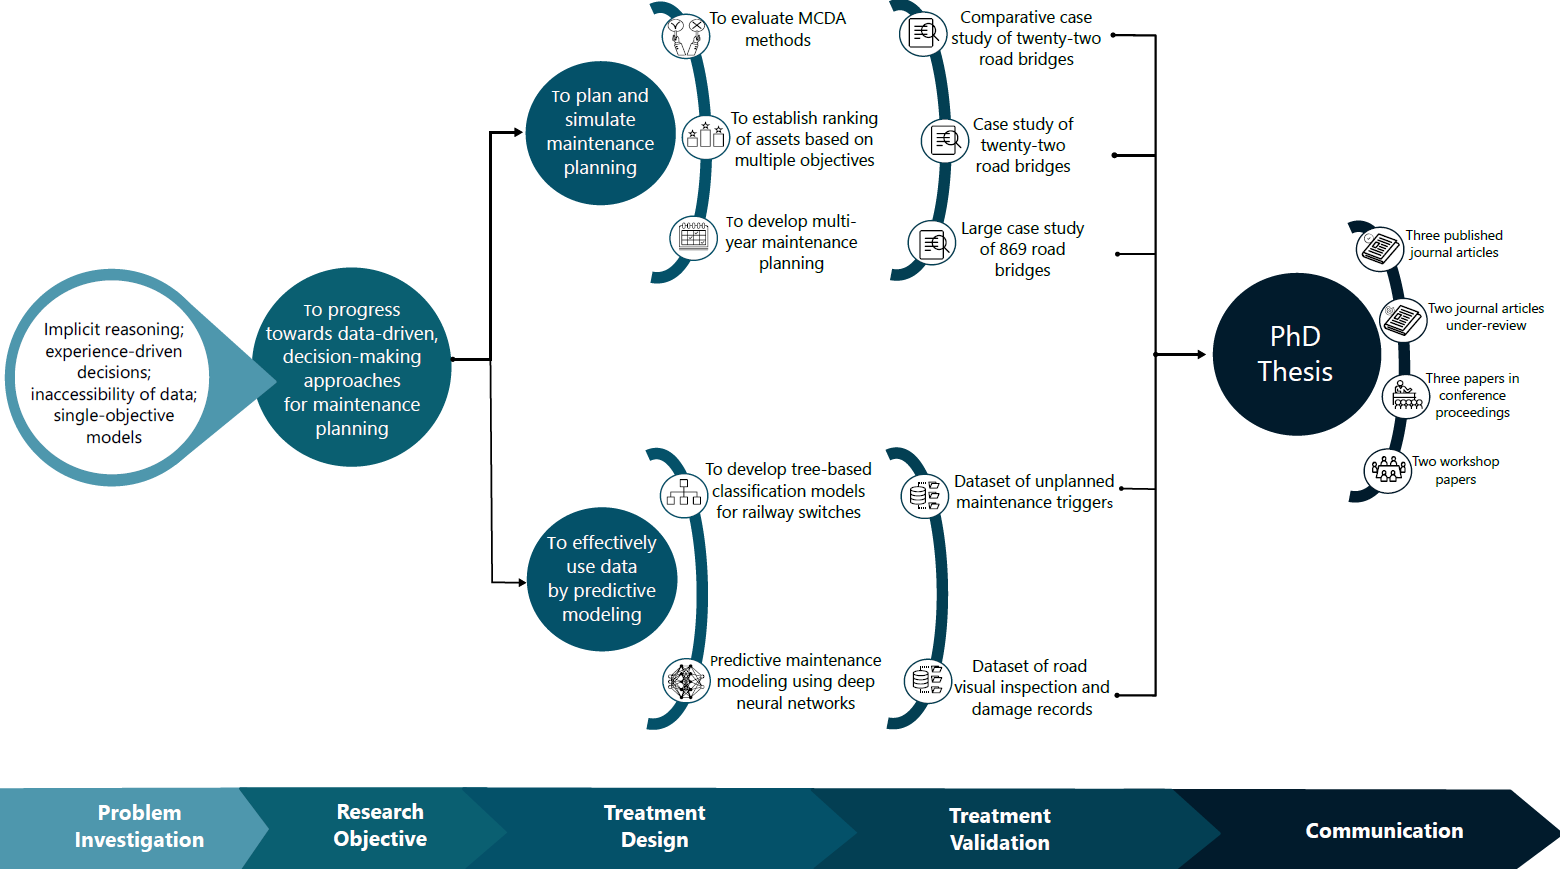 Implicit reasoning;
experience-driven
decisions;
inaccessibility of data;
single-objective
models
To progress
towards data-driven,
decision-making
approaches
for maintenance
planning
To plan and
simulate
maintenance
planning
To evaluate MCDA
methods
To establish ranking
of assets based on
multiple objectives
To develop multi-
year maintenance
planning
Comparative case
study of twenty-two
road bridges
Case study of
twenty-two
road bridges
Large case study
of 869 road
bridges
To effectively
use data
by predictive
modeling
To develop tree-based
classification models
for railway switches
Predictive maintenance
modeling using deep
neural networks
Dataset of unplanned
maintenance triggers
Dataset of road
visual inspection and
damage records
PhD
Thesis
Three published
journal articles
Two journal articles
under-review
Three papers in
conference
proceedings
Two workshop
papers
Problem
Investigation
Research
Objective
Treatment
Design
Treatment
Validation
Communication